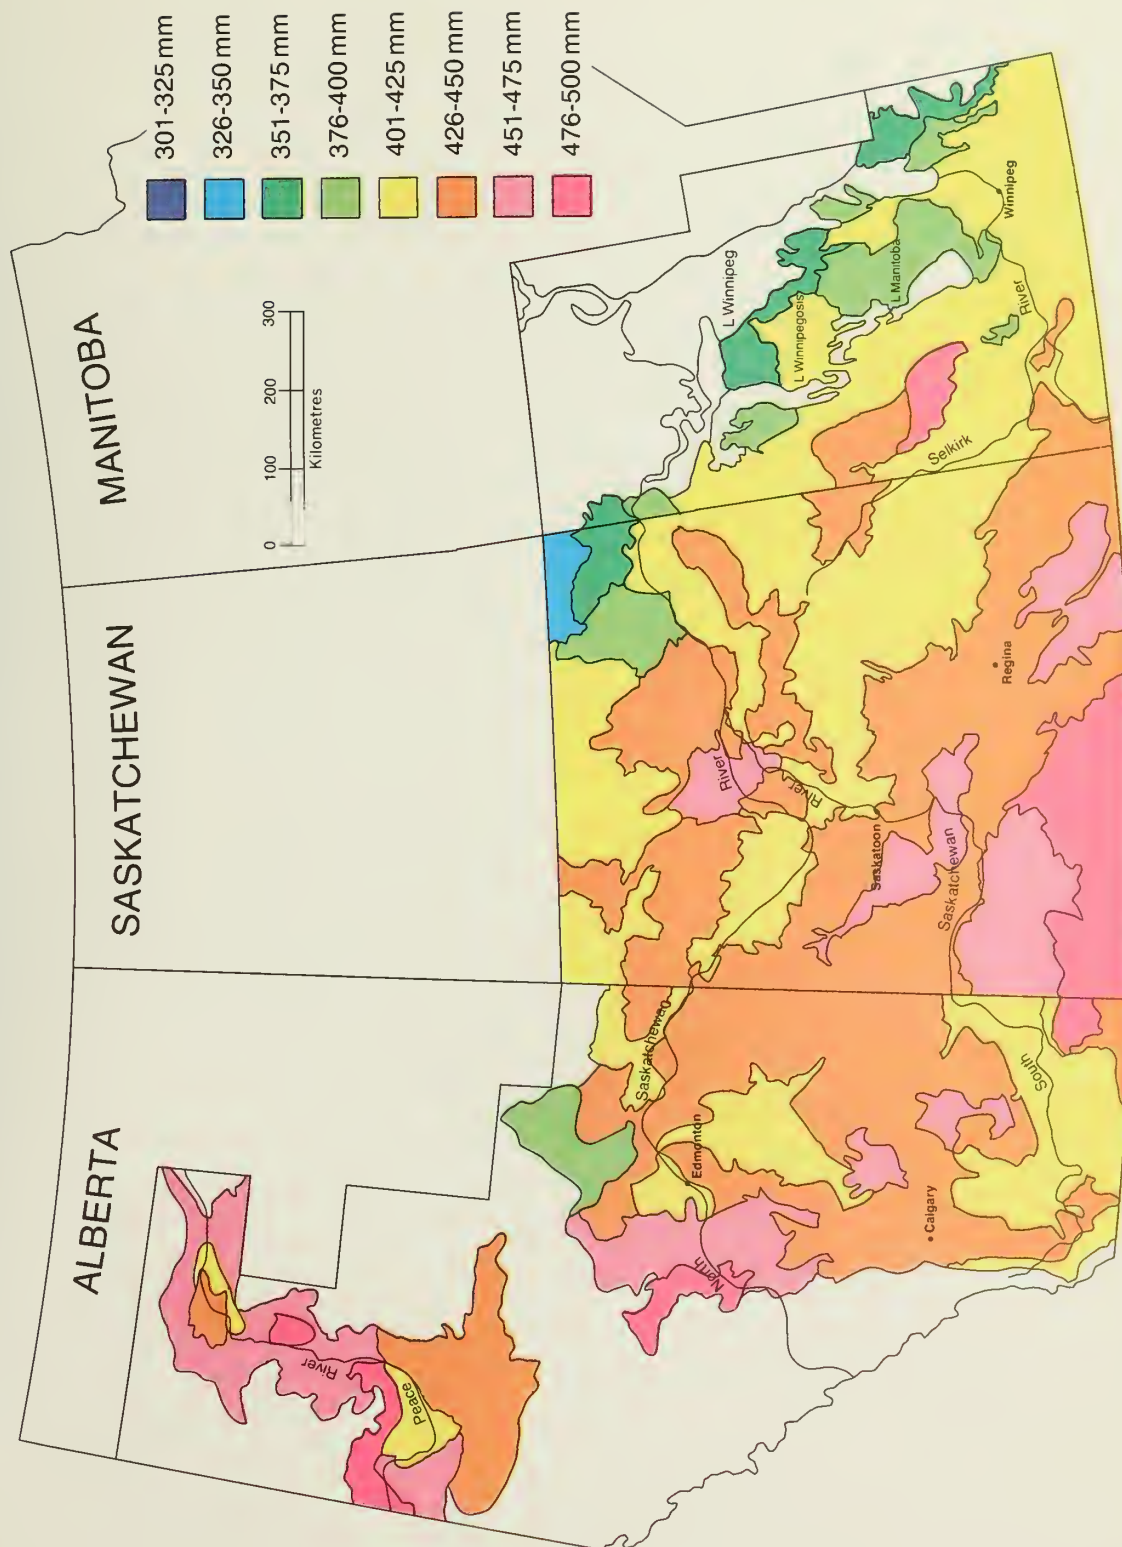 MANITOBA
SASKATCHEWAN
ALBERTA
301-325 mm
326-350 mm
351-375 mm
376-400 mm
401-425 mm
426-450 mm
451-475 mm
476-500 mm
0 100 200 300
Kilometres
L Winnipeg
L Winnipegosis
L Manitoba
Winnipeg
River
Selkirk
Regina
River
River
Saskatoon
Saskatchewan
Saskatchewan
South
Edmonton
Calgary
North
River
Peace